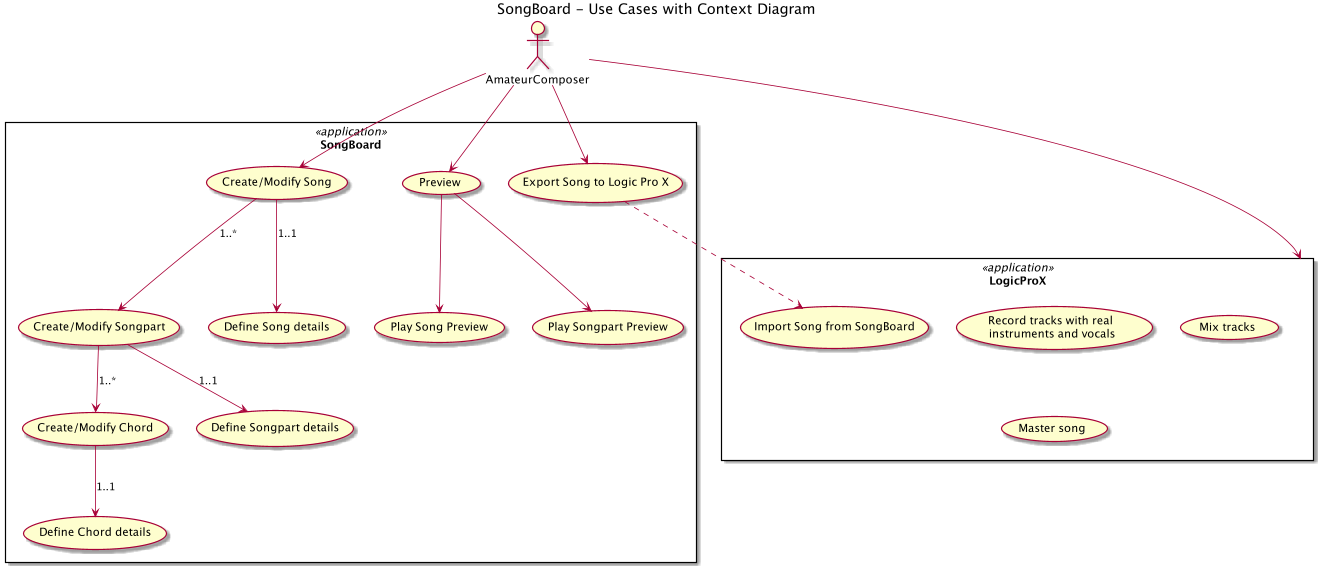 SongBoard - Use Cases with Context Diagram
AmateurComposer
«application»
SongBoard
Create/Modify Song
Preview
Export Song to Logic Pro X
1..*
1..1
«application»
LogicProX
Create/Modify Songpart
Define Song details
Play Song Preview
Play Songpart Preview
Import Song from SongBoard
Record tracks with real
instruments and vocals
Mix tracks
1..*
1..1
Create/Modify Chord
Define Songpart details
Master song
1..1
Define Chord details